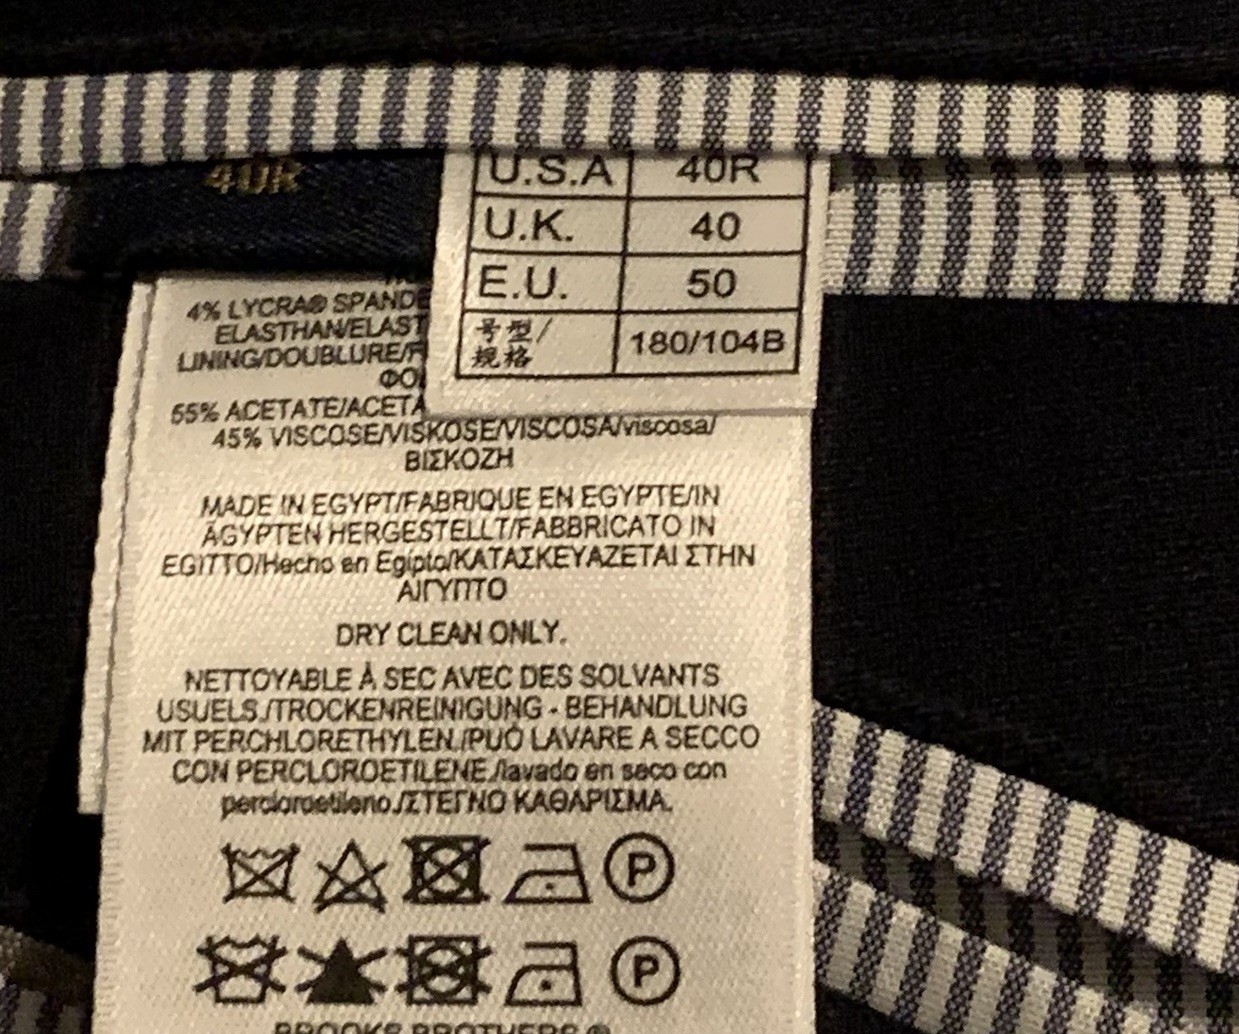 40R
U.S.A 40R
U.K. 40
E.U. 50
号型/ 180/104B
规格
4% LYCRA® SPANDE
ELASTHAN/ELAST
LINING/DOUBLURE/F
ΦΟ
55% ACETATE/ACETA
45% VISCOSE/VISKOSE/VISCOSA/viscosa/
ΒΙΣΚΟΖΗ
MADE IN EGYPT/FABRIQUE EN EGYPTE/IN
ÄGYPTEN HERGESTELLT/FABBRICATO IN
EGITTO/Hecho en Egipto/ΚΑΤΑΣΚΕΥΑΖΕΤΑΙ ΣΤΗΝ
ΑΙΓΥΠΤΟ
DRY CLEAN ONLY.
NETTOYABLE À SEC AVEC DES SOLVANTS
USUELS./TROCKENREINIGUNG - BEHANDLUNG
MIT PERCHLORETHYLEN./PUÒ LAVARE A SECCO
CON PERCLOROETILENE./lavado en seco con
percloroetileno./ΣΤΕΓΝΟ ΚΑΘΑΡΙΣΜΑ.
P
P
BROOKS BROTHERS ®